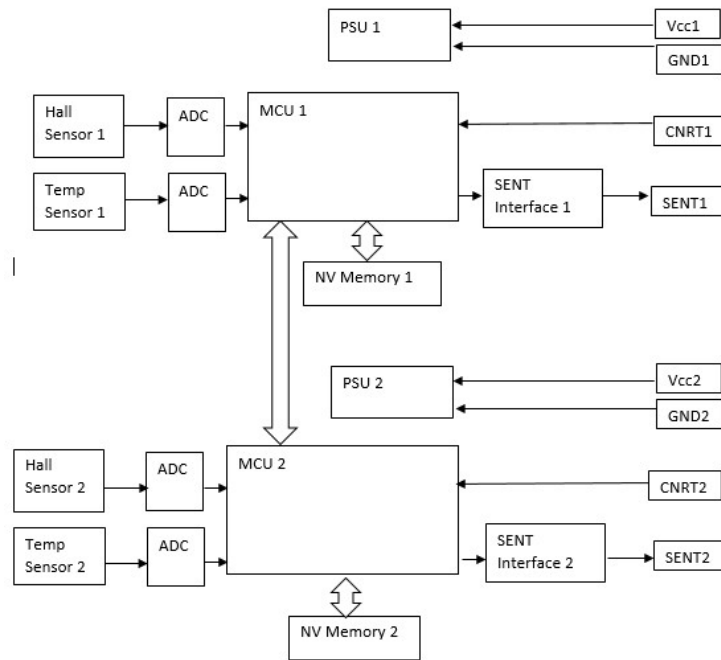 PSU 1
Vcc1
GND1
Hall
Sensor 1
ADC
MCU 1
CNRT1
Temp
Sensor 1
ADC
SENT
Interface 1
SENT1
NV Memory 1
PSU 2
Vcc2
GND2
Hall
Sensor 2
ADC
MCU 2
CNRT2
Temp
Sensor 2
ADC
SENT
Interface 2
SENT2
NV Memory 2